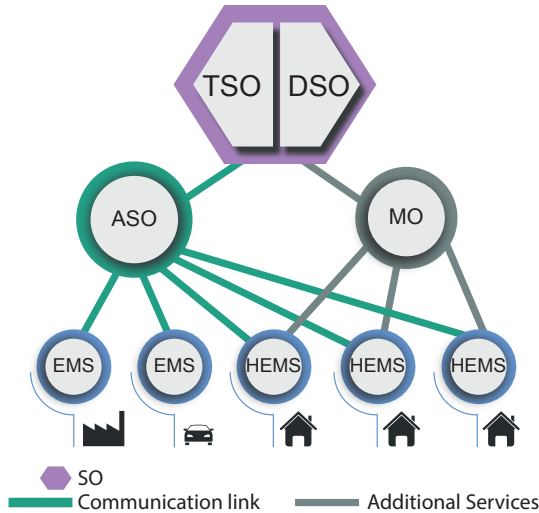 TSO DSO
ASO MO
EMS EMS HEMS HEMS HEMS
SO
Communication link Additional Services